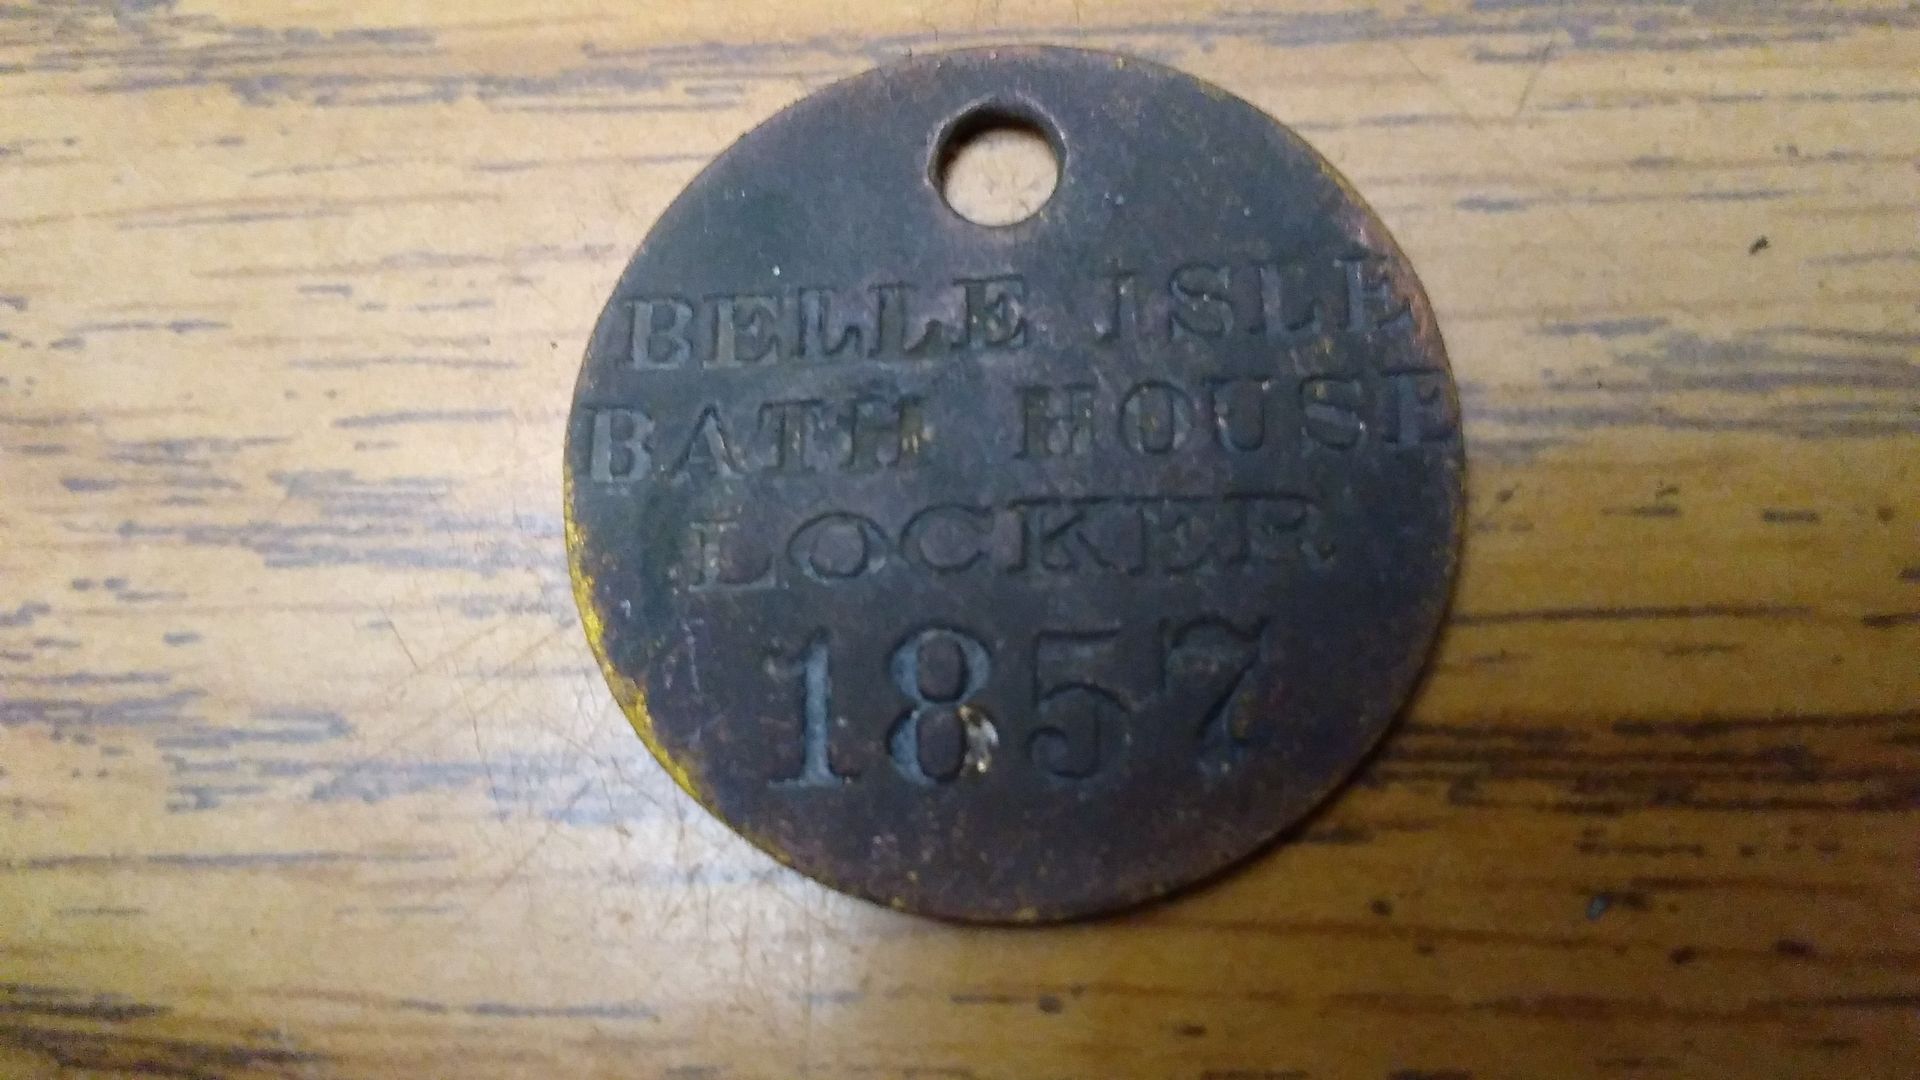 BELLE ISLE
BATH HOUSE
LOCKER
1857